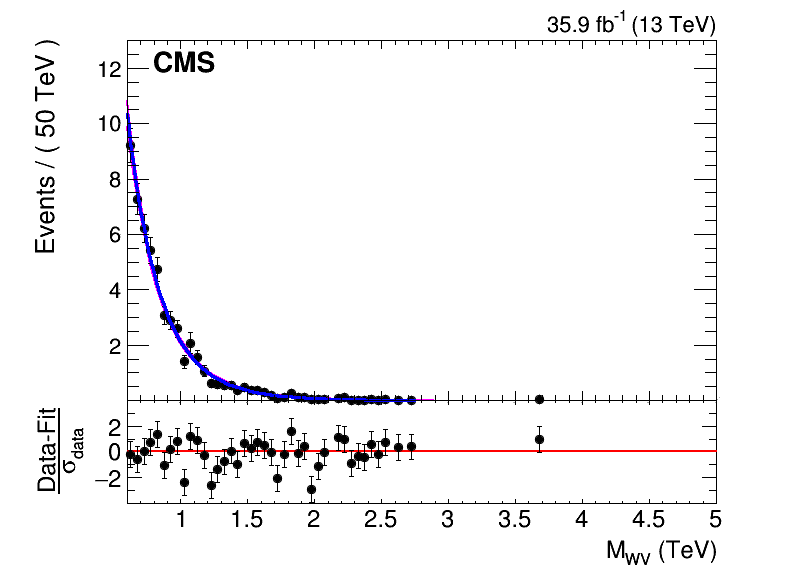 35.9 fb⁻¹ (13 TeV)
CMS
Events / ( 50 TeV )
12
10
8
6
4
2
Data-Fit
σdata
2
0
−2
1 1.5 2 2.5 3 3.5 4 4.5 5
M_WV (TeV)